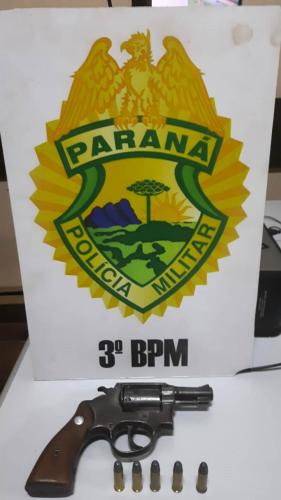 PARANÁ
POLÍCIA MILITAR
3º BPM